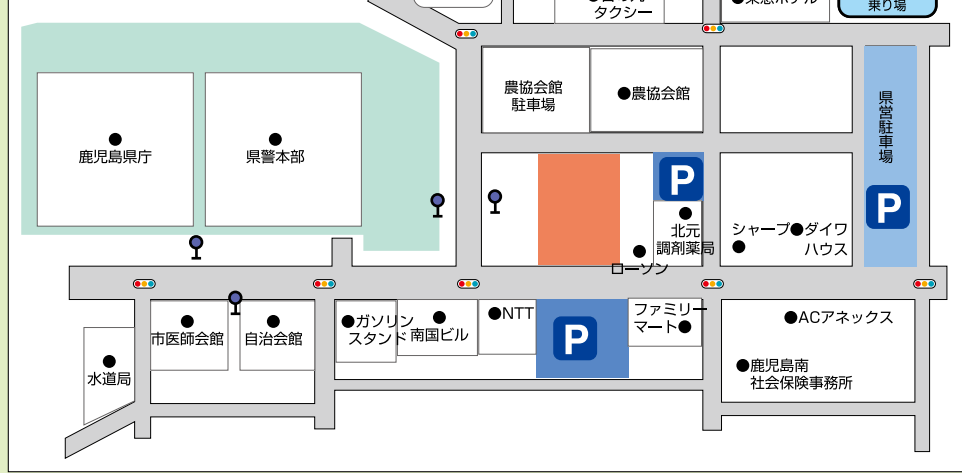 タクシー
乗り場
農協会館
駐車場
農協会館
県営駐車場
P
鹿児島県庁
県警本部
P
北元
調剤薬局
シャープ
ダイワ
ハウス
ローソン
市医師会館
自治会館
ガソリン
スタンド
南国ビル
NTT
P
ファミリー
マート
ACアネックス
水道局
鹿児島南
社会保険事務所